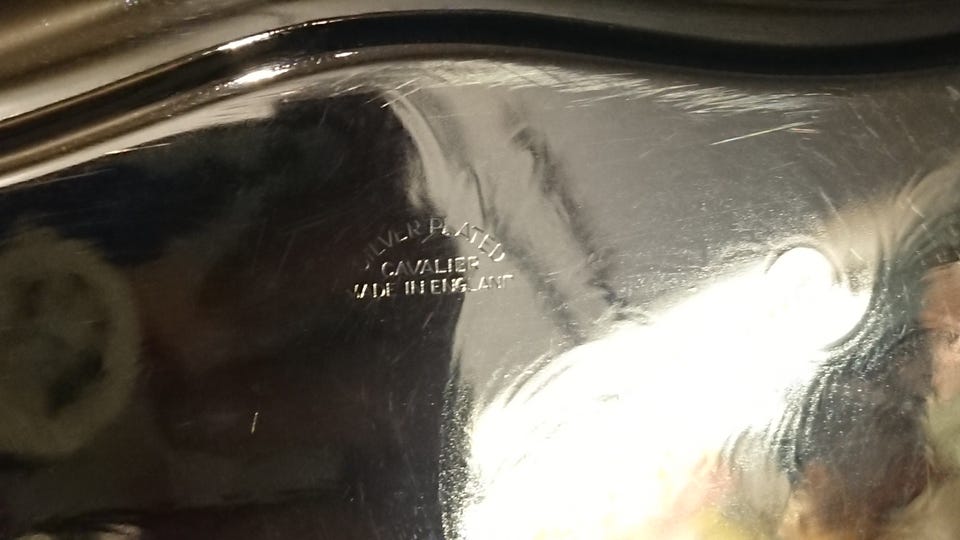 SILVER PLATED
CAVALIER
MADE IN ENGLAND